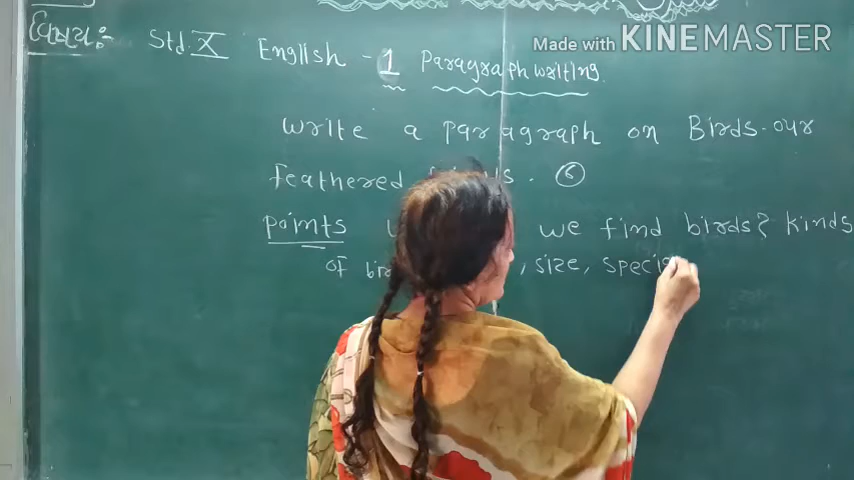 વિષય:-
Std. X English - 1 Paragraph writing.
Made with KINEMASTER
write a paragraph on Birds. our
feathered . 6
points we find birds? Kinds
of , size,